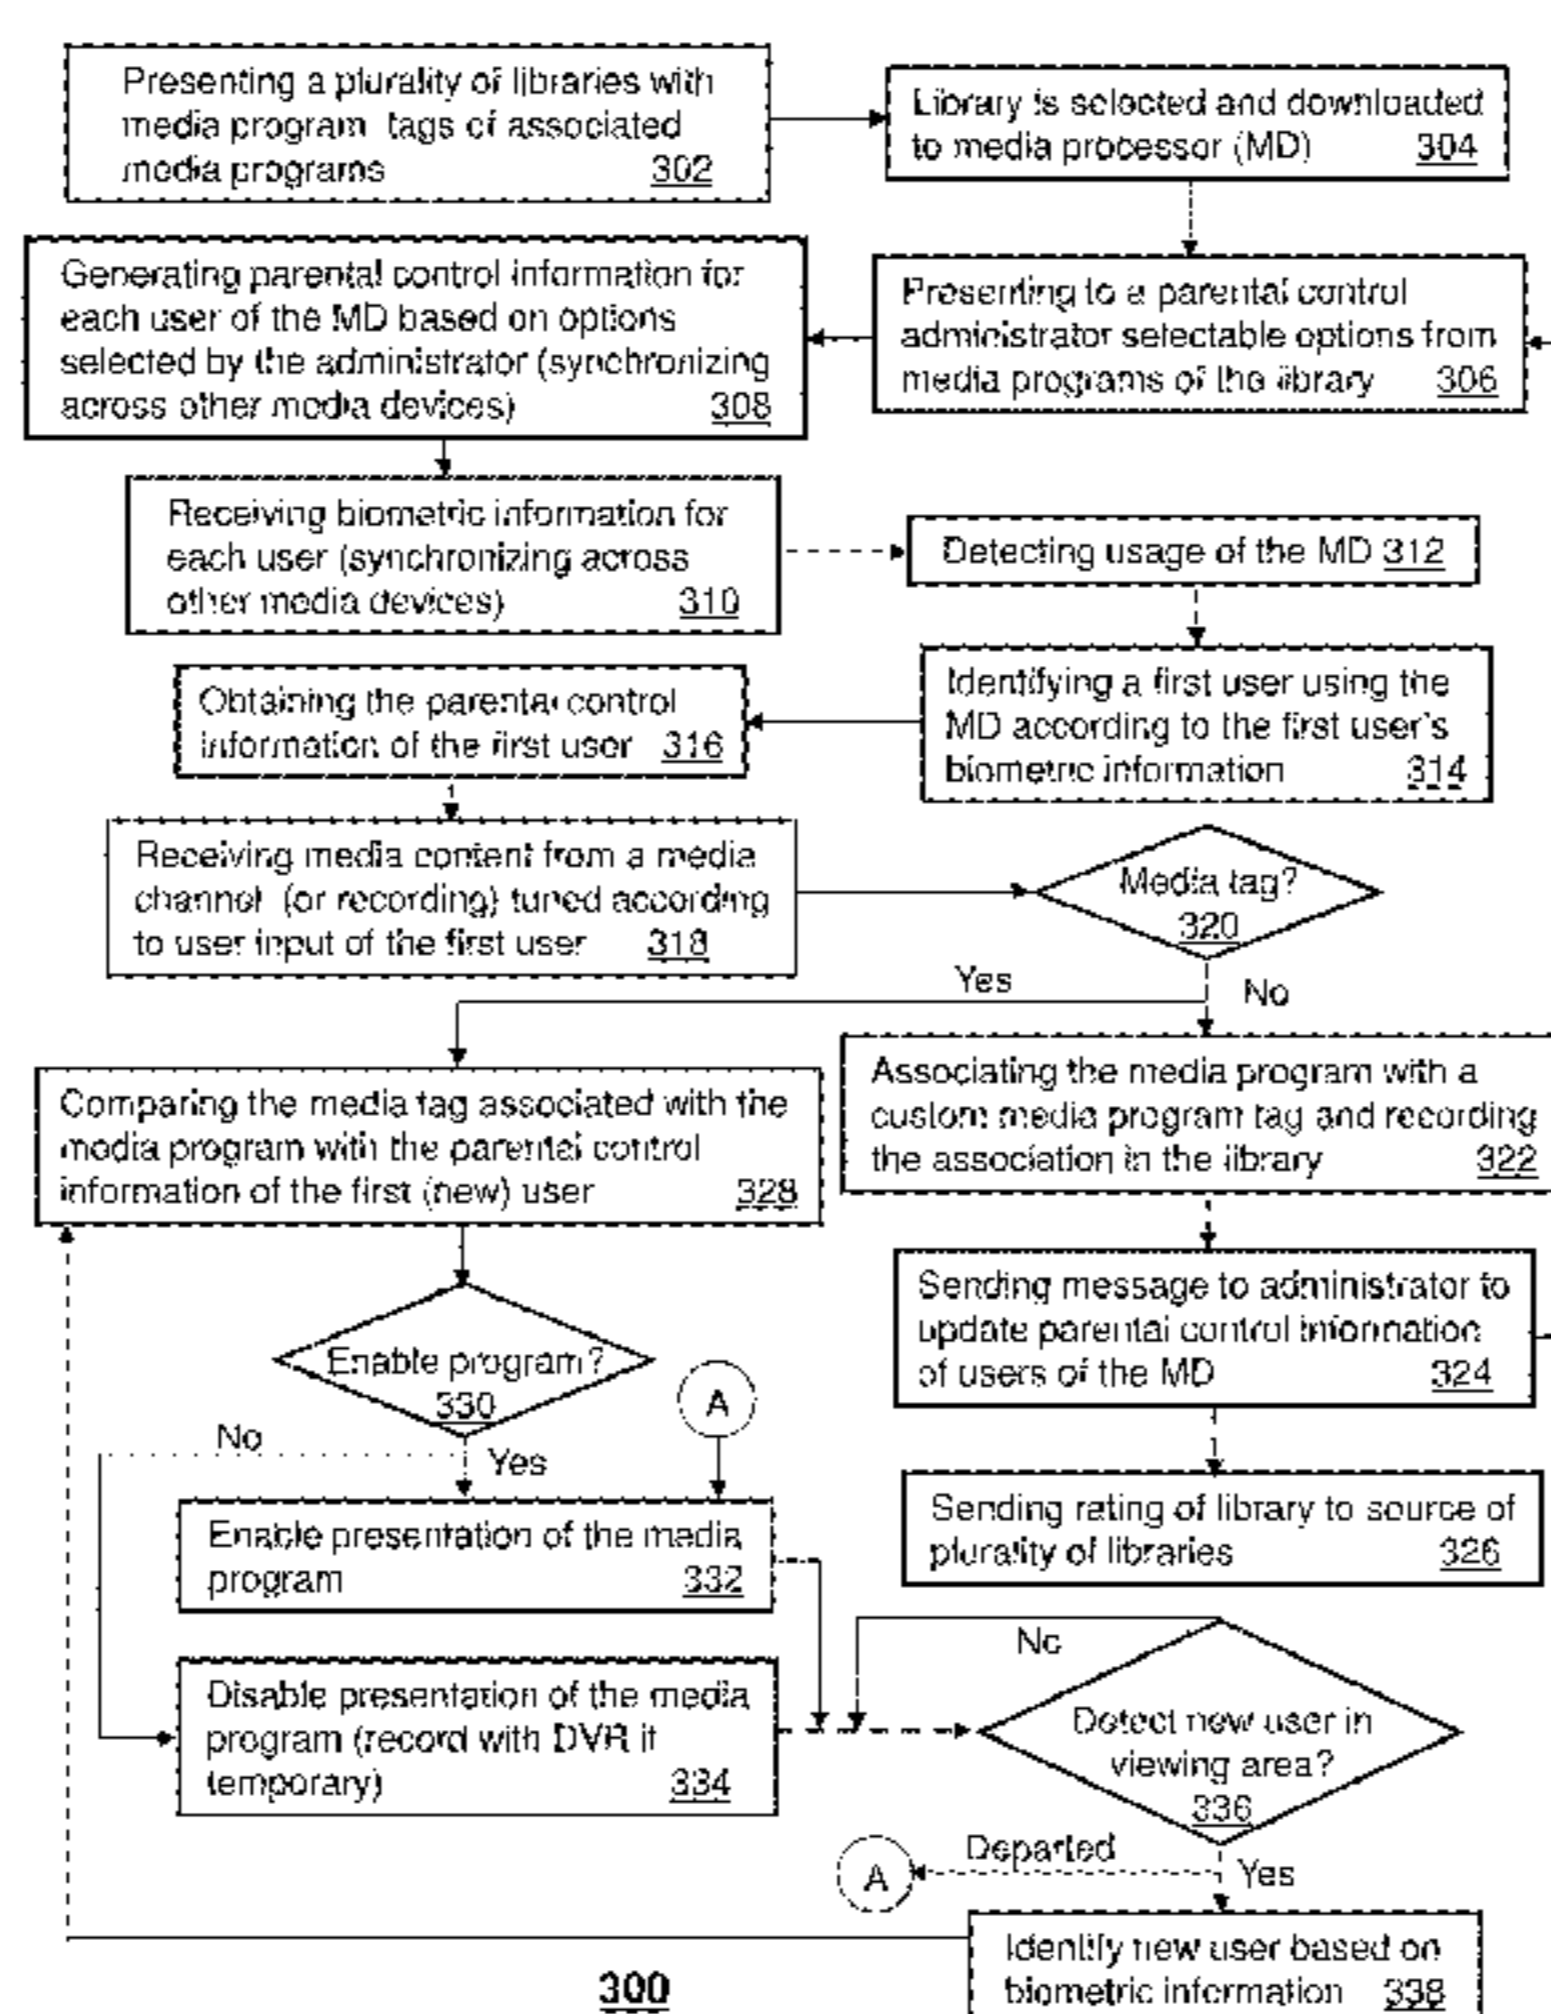 Presenting a plurality of libraries with
media program tags of associated
media programs 302
Library is selected and downloaded
to media processor (MD) 304
Presenting to a parental control
administrator selectable options from
media programs of the library 306
Generating parental control information for
each user of the MD based on options
selected by the administrator (synchronizing
across other media devices) 308
Receiving biometric information for
each user (synchronizing across
other media devices) 310
Detecting usage of the MD 312
Identifying a first user using the
MD according to the first user's
biometric information 314
Obtaining the parental control
information of the first user 316
Receiving media content from a media
channel (or recording) tuned according
to user input of the first user 318
Media tag?
320
Yes
No
Associating the media program with a
custom media program tag and recording
the association in the library 322
Comparing the media tag associated with the
media program with the parental control
information of the first (new) user 328
Sending message to administrator to
update parental control information
of users of the MD 324
Enable program?
330
A
No
Yes
Sending rating of library to source of
plurality of libraries 326
Enable presentation of the media
program 332
No
Disable presentation of the media
program (record with DVR if
temporary) 334
Detect new user in
viewing area?
336
Departed
A
Yes
Identify new user based on
biometric information 338
300